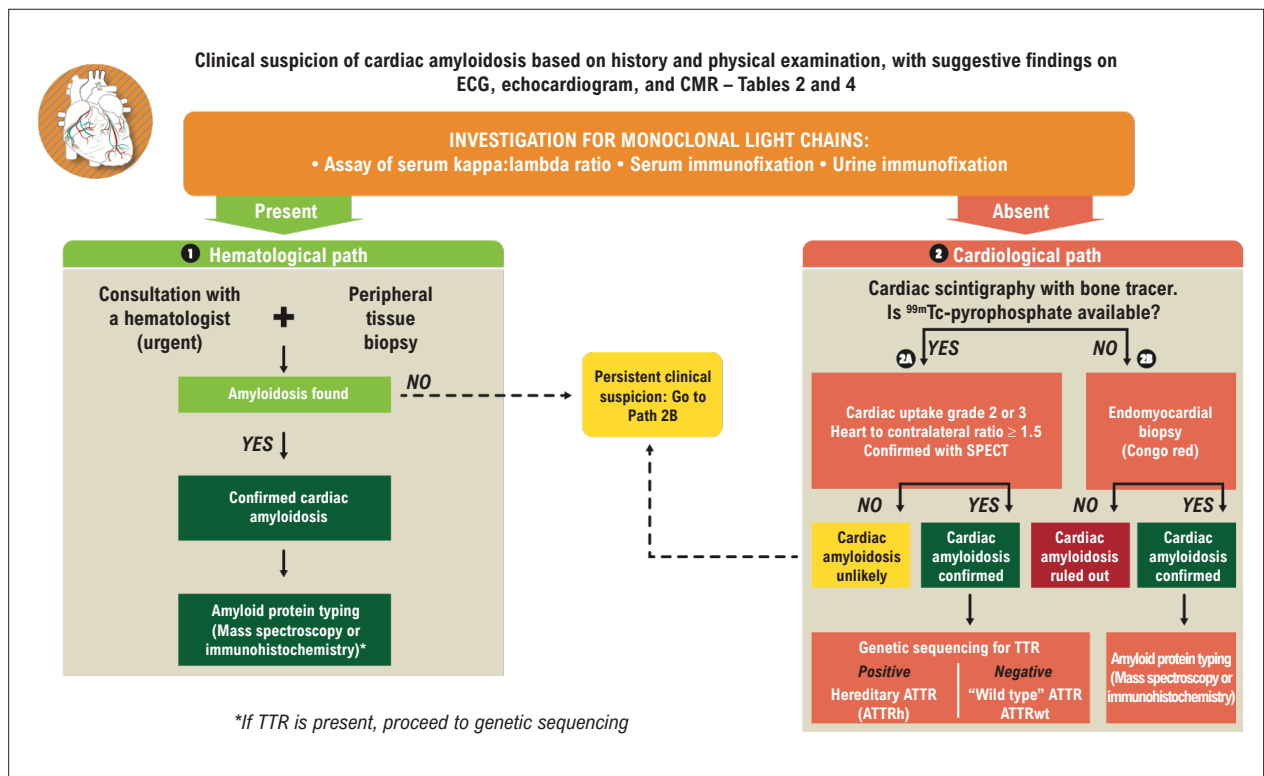 Clinical suspicion of cardiac amyloidosis based on history and physical examination, with suggestive findings on
ECG, echocardiogram, and CMR – Tables 2 and 4
INVESTIGATION FOR MONOCLONAL LIGHT CHAINS:
• Assay of serum kappa:lambda ratio • Serum immunofixation • Urine immunofixation
Present
Absent
1 Hematological path
Consultation with
a hematologist
(urgent)
+
Peripheral
tissue
biopsy
Amyloidosis found
NO
YES
Confirmed cardiac
amyloidosis
Amyloid protein typing
(Mass spectroscopy or
immunohistochemistry)*
Persistent clinical
suspicion: Go to
Path 2B
2 Cardiological path
Cardiac scintigraphy with bone tracer.
Is 99mTc-pyrophosphate available?
2A YES
NO 2B
Cardiac uptake grade 2 or 3
Heart to contralateral ratio ≥ 1.5
Confirmed with SPECT
Endomyocardial
biopsy
(Congo red)
NO
YES
NO
YES
Cardiac
amyloidosis
unlikely
Cardiac
amyloidosis
confirmed
Cardiac
amyloidosis
ruled out
Cardiac
amyloidosis
confirmed
Genetic sequencing for TTR
Positive
Hereditary ATTR
(ATTRh)
Negative
“Wild type” ATTR
ATTRwt
Amyloid protein typing
(Mass spectroscopy or
immunohistochemistry)
*If TTR is present, proceed to genetic sequencing